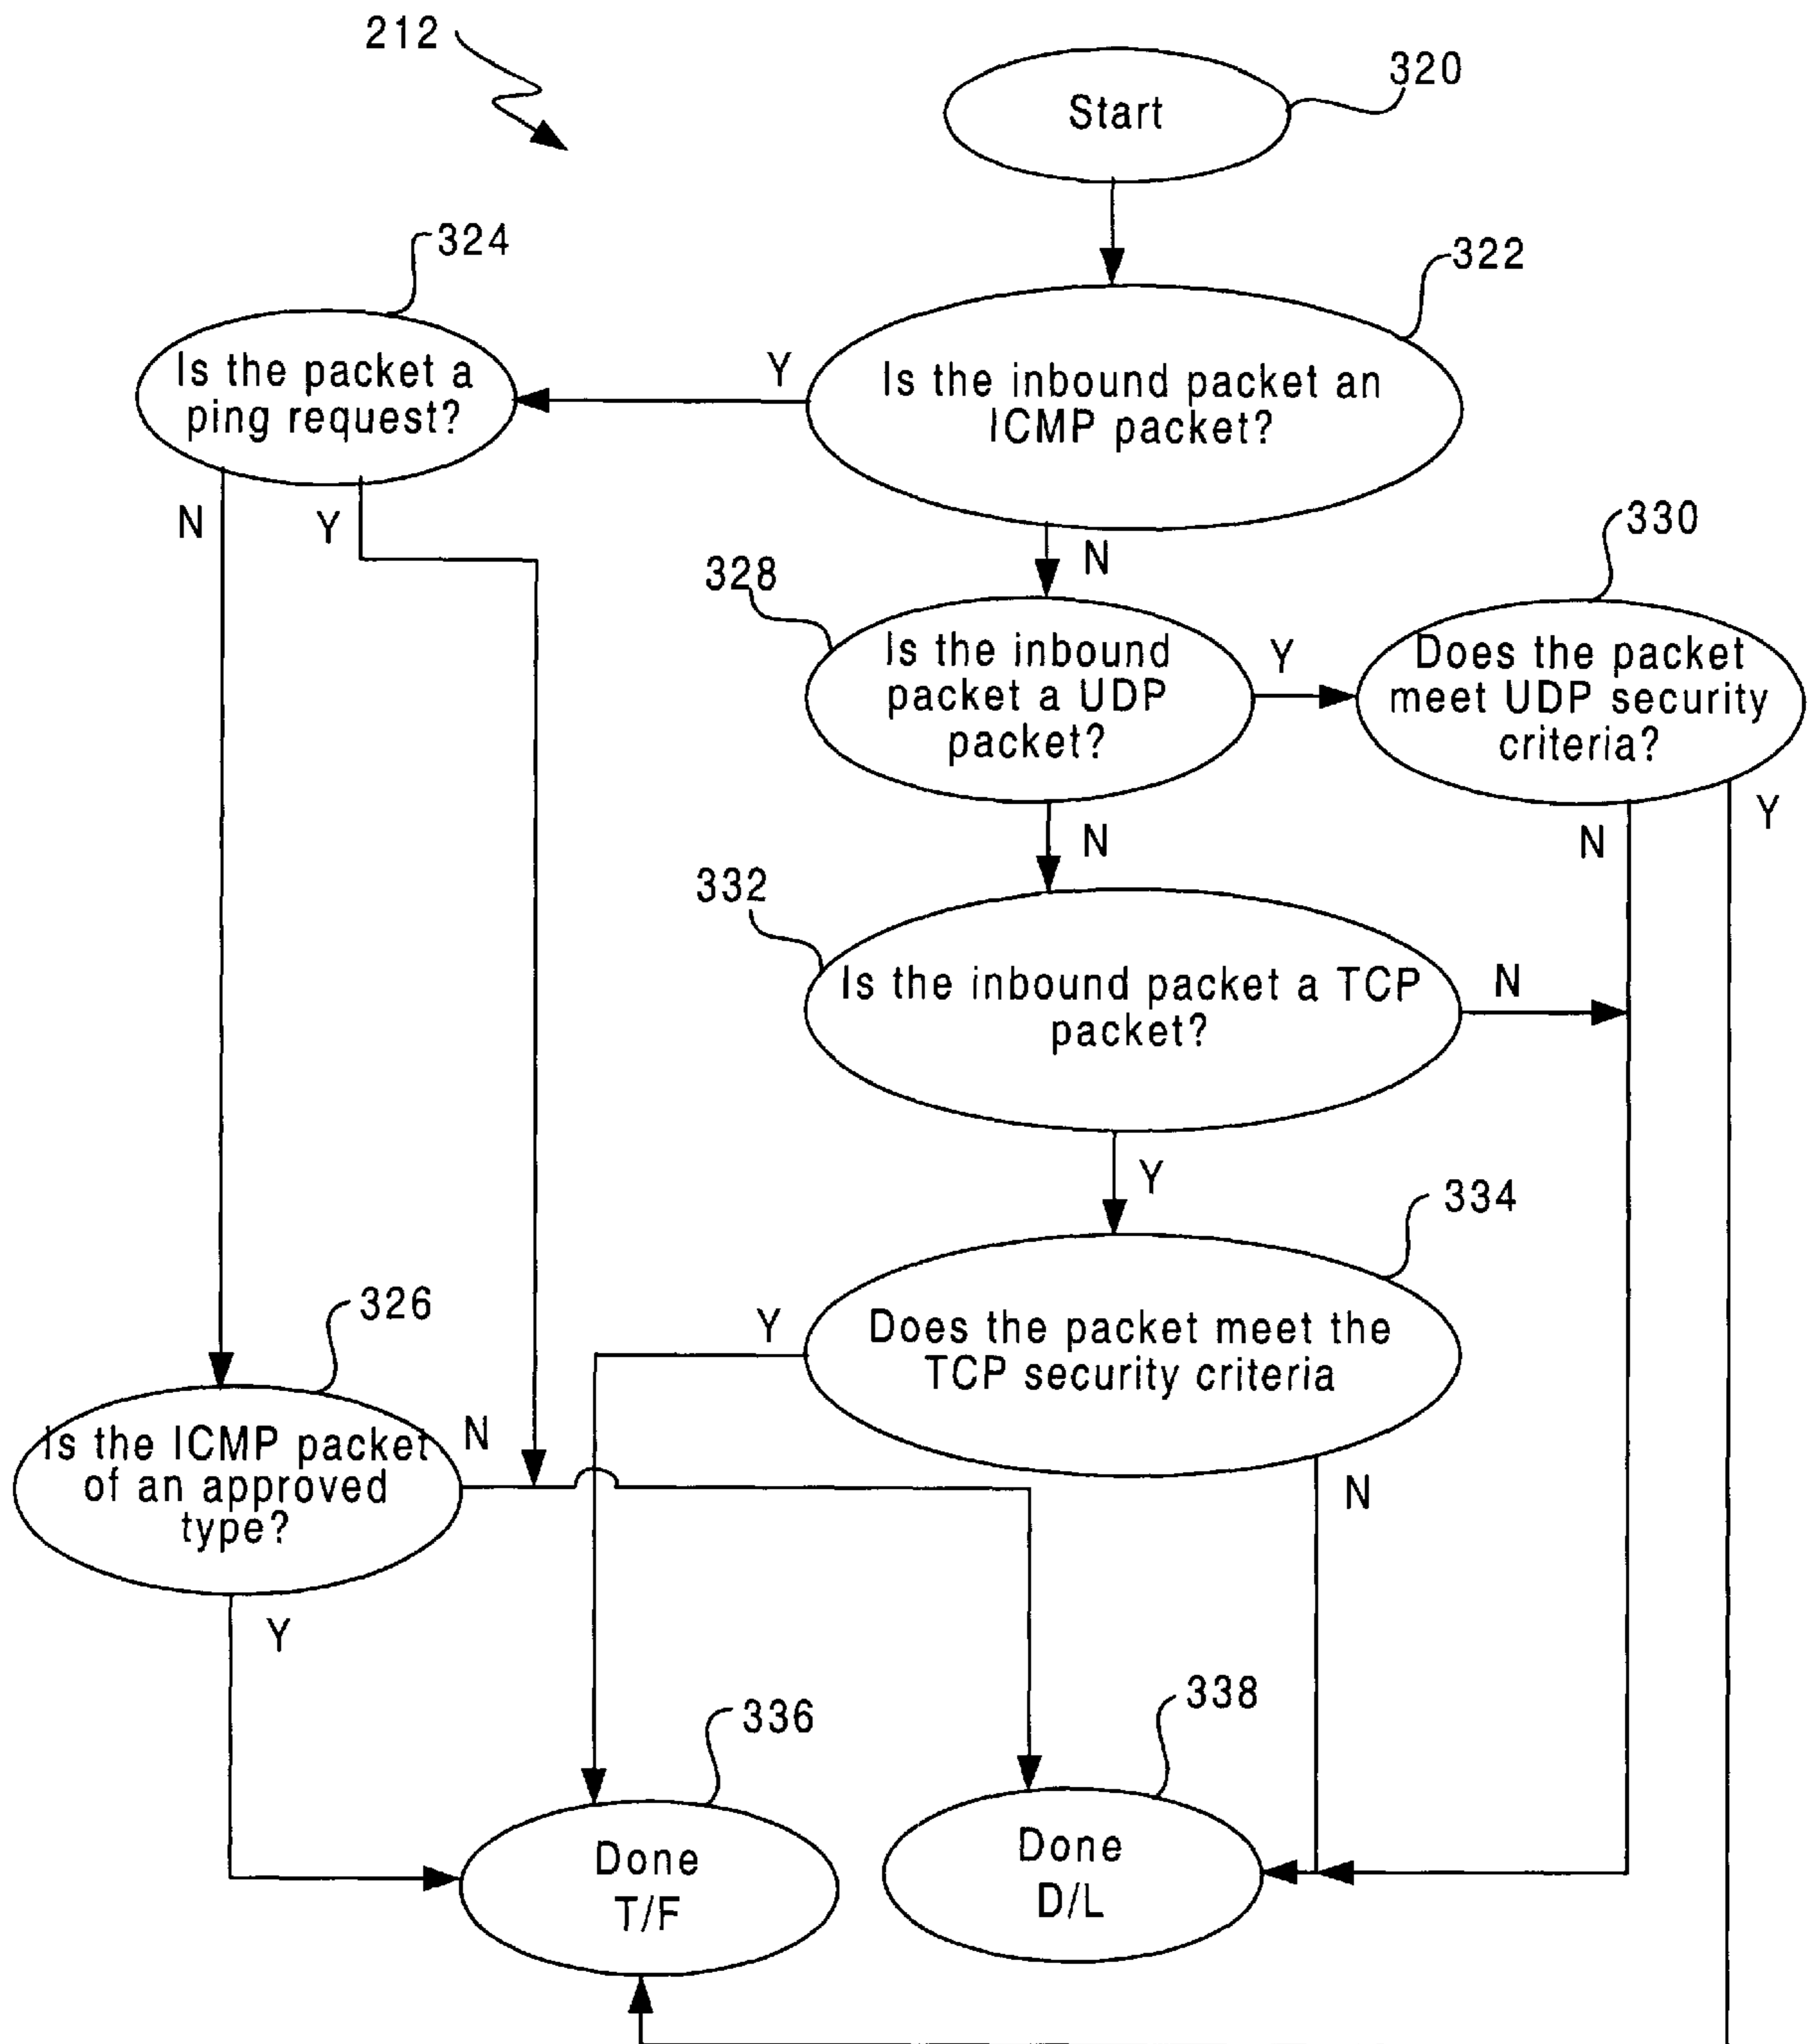 212
320
Start
324
322
Is the packet a
ping request?
Y
Is the inbound packet an
ICMP packet?
N
Y
N
330
328
Is the inbound
packet a UDP
packet?
Y
Does the packet
meet UDP security
criteria?
N
N
Y
332
Is the inbound packet a TCP
packet?
N
Y
334
326
Y
Does the packet meet the
TCP security criteria
Is the ICMP packet
of an approved
type?
N
N
Y
336
338
Done
T/F
Done
D/L